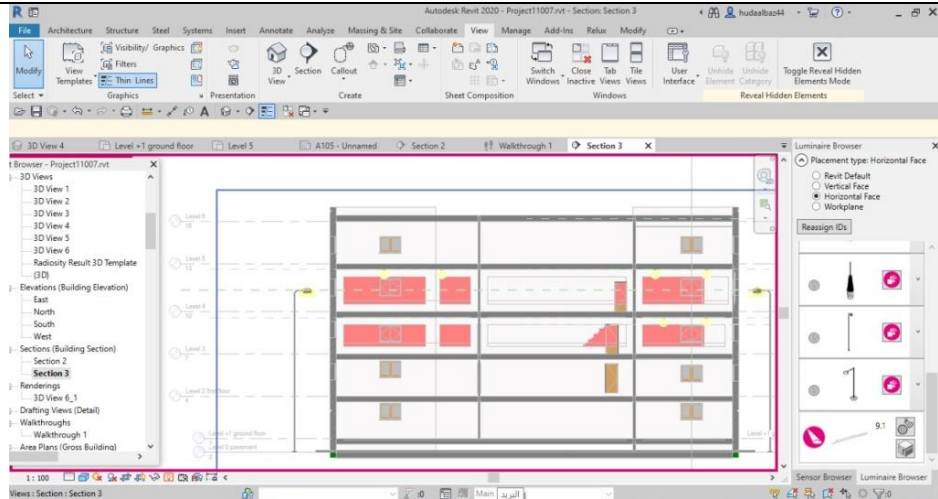 Autodesk Revit 2020 - Project11007.rvt - Section: Section 3
hudaalbaz44
File Architecture Structure Steel Systems Insert Annotate Analyze Massing & Site Collaborate View Manage Add-Ins Relux Modify
Modify
View Templates
Visibility/ Graphics
Filters
Thin Lines
3D View
Section
Callout
Switch Windows
Close Inactive
Tab Views
Tile Views
User Interface
Unhide Element
Unhide Category
Toggle Reveal Hidden Elements Mode
Select Graphics Presentation Create Sheet Composition Windows Reveal Hidden Elements
3D View 4 Level +1 ground floor Level 5 A105 - Unnamed Section 2 Walkthrough 1 Section 3
t Browser - Project11007.rvt
3D Views
3D View 1
3D View 2
3D View 3
3D View 4
3D View 5
3D View 6
Radiosity Result 3D Template
(3D)
Elevations (Building Elevation)
East
North
South
West
Sections (Building Section)
Section 2
Section 3
Renderings
3D View 6_1
Drafting Views (Detail)
Walkthroughs
Walkthrough 1
Area Plans (Gross Building)
Level 5
Level 4
Level 3
Level +1 ground floor
Luminaire Browser
Placement type: Horizontal Face
Revit Default
Vertical Face
Horizontal Face
Workplane
Reassign IDs
9.1
Sensor Browser Luminaire Browser
1 : 100
Views : Section : Section 3
:0
Main
البريد
:0